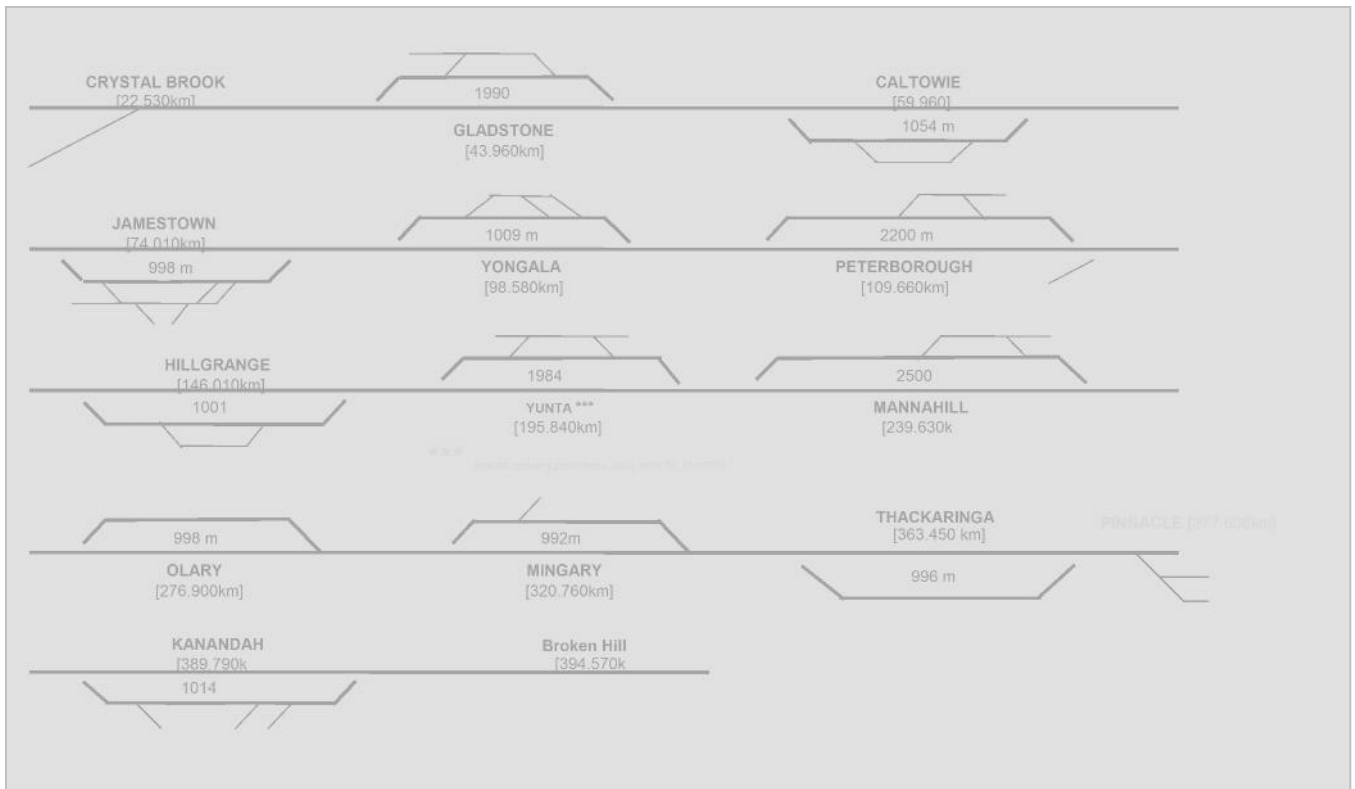 CRYSTAL BROOK
[22.530km]
1990
GLADSTONE
[43.960km]
CALTOWIE
[59.960]
1054 m
JAMESTOWN
[74.010km]
998 m
1009 m
YONGALA
[98.580km]
2200 m
PETERBOROUGH
[109.660km]
HILLGRANGE
[146.010km]
1001
1984
YUNTA ***
[195.840km]
2500
MANNAHILL
[239.630k
***
998 m
OLARY
[276.900km]
992m
MINGARY
[320.760km]
THACKARINGA
[363.450 km]
996 m
PINNACLE [377.600km]
KANANDAH
[389.790k
1014
Broken Hill
[394.570k